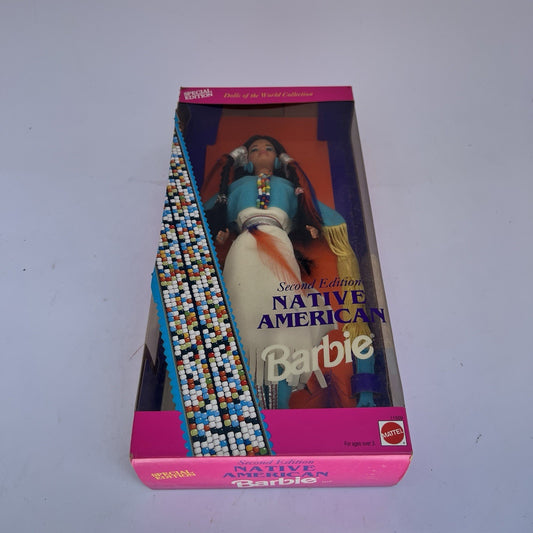 SPECIAL
EDITION
Dolls of the World Collection
Second Edition
NATIVE
AMERICAN
Barbie
For ages over 3
MATTEL
Second Edition
SPECIAL
EDITION
NATIVE
AMERICAN
Barbie